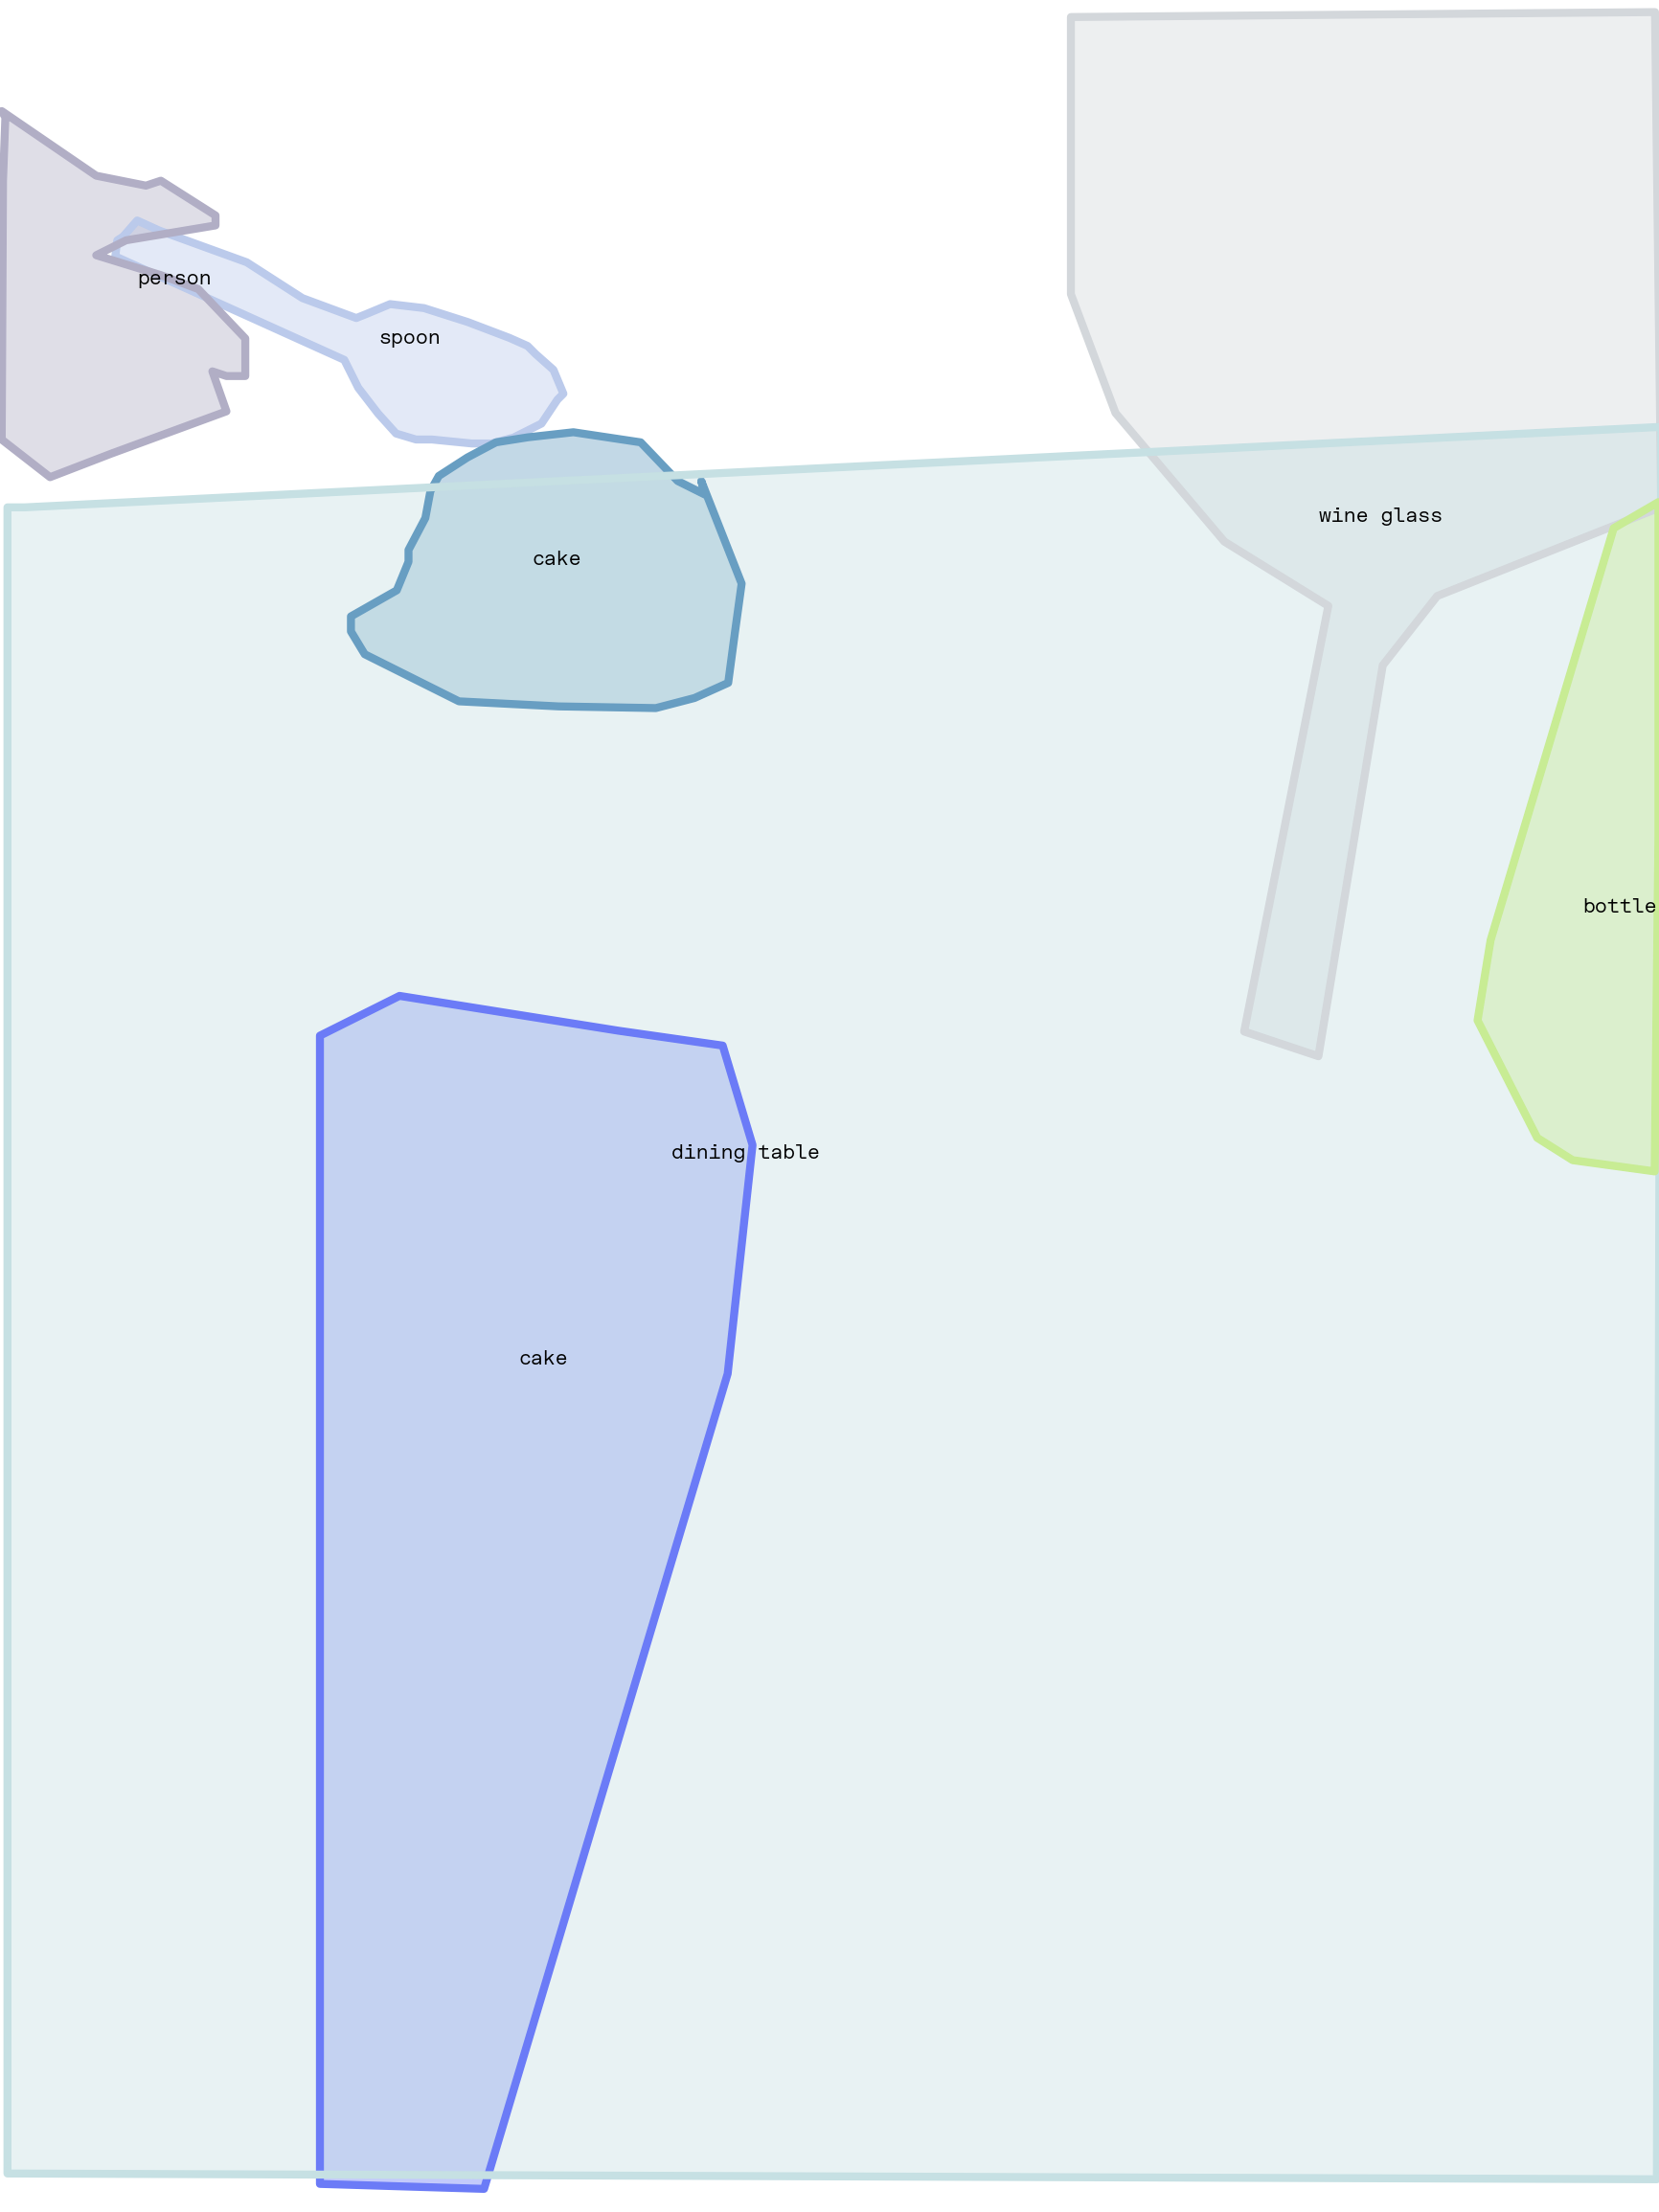 person
spoon
wine glass
cake
bottle
dining table
cake